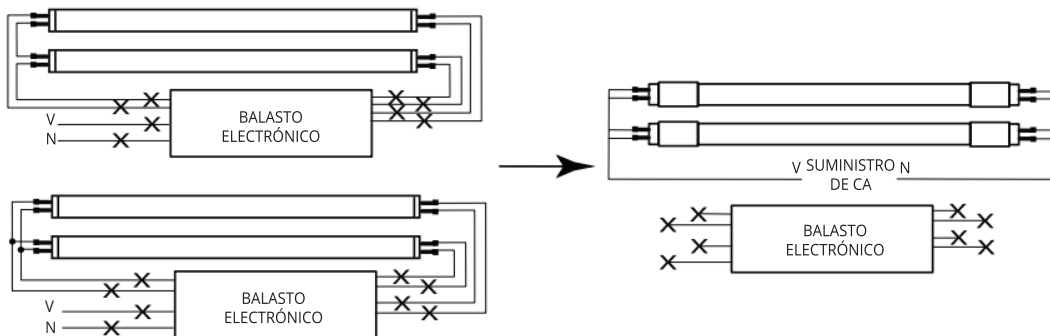 BALASTO
ELECTRÓNICO
V
N
V SUMINISTRO N
DE CA
BALASTO
ELECTRÓNICO
BALASTO
ELECTRÓNICO
V
N